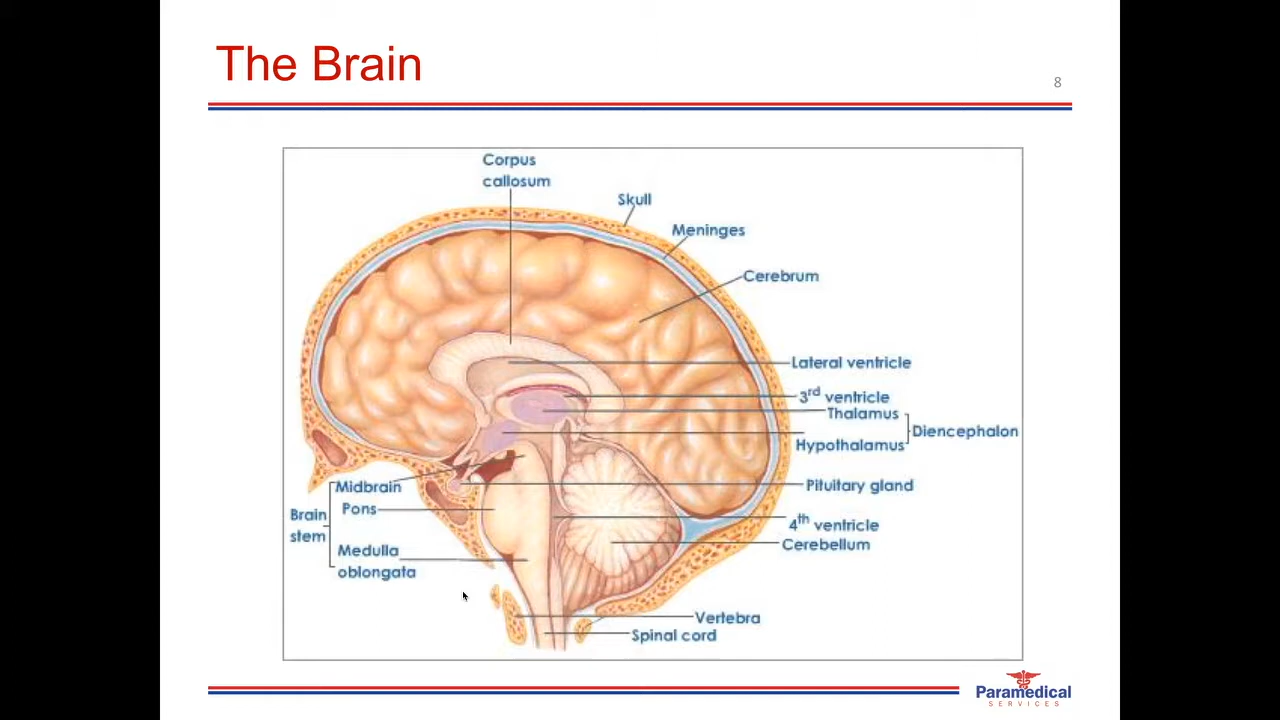 The Brain
8
Corpus
callosum
Skull
Meninges
Cerebrum
Lateral ventricle
3rd ventricle
Thalamus
Hypothalamus
Diencephalon
Midbrain
Pituitary gland
Pons
Brain
stem
4th ventricle
Cerebellum
Medulla
oblongata
Vertebra
Spinal cord
Paramedical
SERVICES